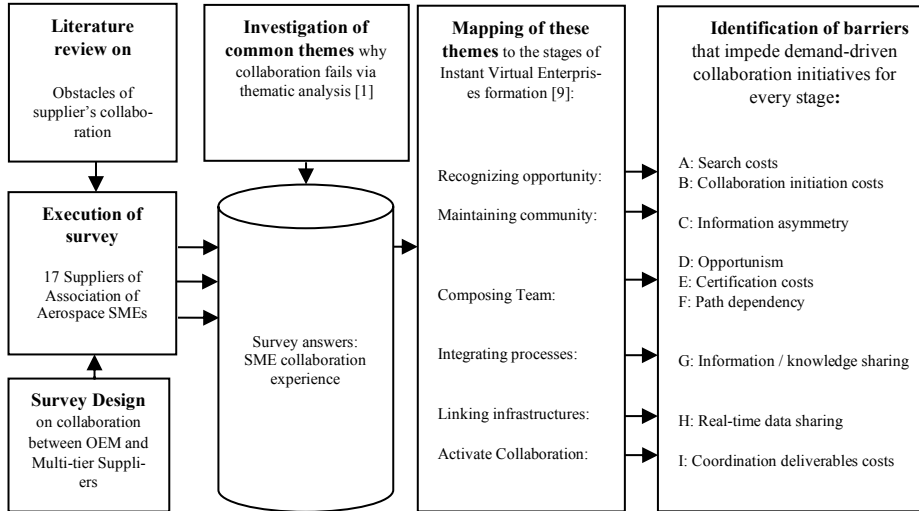 Literature
review on
Obstacles of
supplier's collabo-
ration
Execution of
survey
17 Suppliers of
Association of
Aerospace SMEs
Survey Design
on collaboration
between OEM and
Multi-tier Suppli-
ers
Investigation of
common themes why
collaboration fails via
thematic analysis [1]
Survey answers:
SME collaboration
experience
Mapping of these
themes to the stages of
Instant Virtual Enterpris-
es formation [9]:
Recognizing opportunity:
Maintaining community:
Composing Team:
Integrating processes:
Linking infrastructures:
Activate Collaboration:
Identification of barriers
that impede demand-driven
collaboration initiatives for
every stage:
A: Search costs
B: Collaboration initiation costs
C: Information asymmetry
D: Opportunism
E: Certification costs
F: Path dependency
G: Information / knowledge sharing
H: Real-time data sharing
I: Coordination deliverables costs